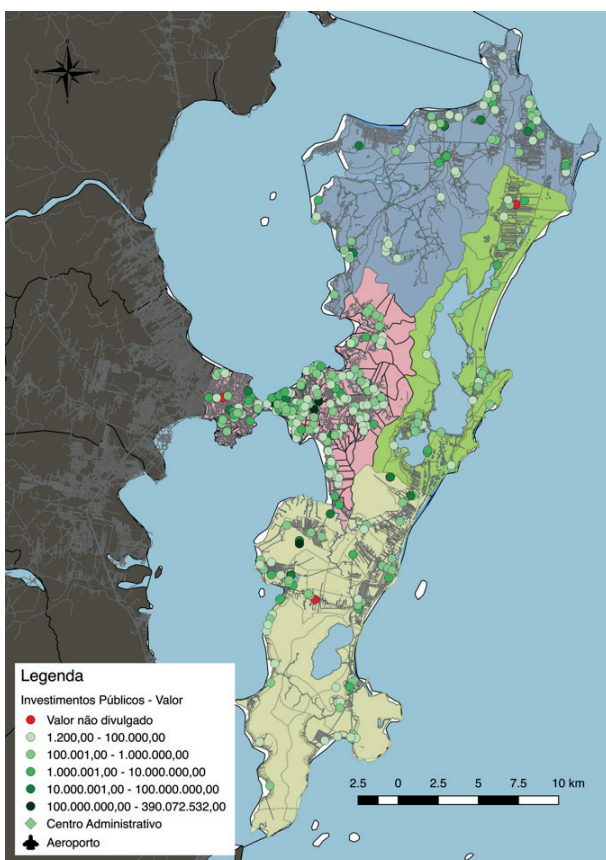 Legenda
Investimentos Públicos - Valor
Valor não divulgado
1.200,00 - 100.000,00
100.001,00 - 1.000.000,00
1.000.001,00 - 10.000.000,00
10.000.001,00 - 100.000.000,00
100.000.000,00 - 390.072.532,00
Centro Administrativo
Aeroporto
2.5 0 2.5 5 7.5 10 km